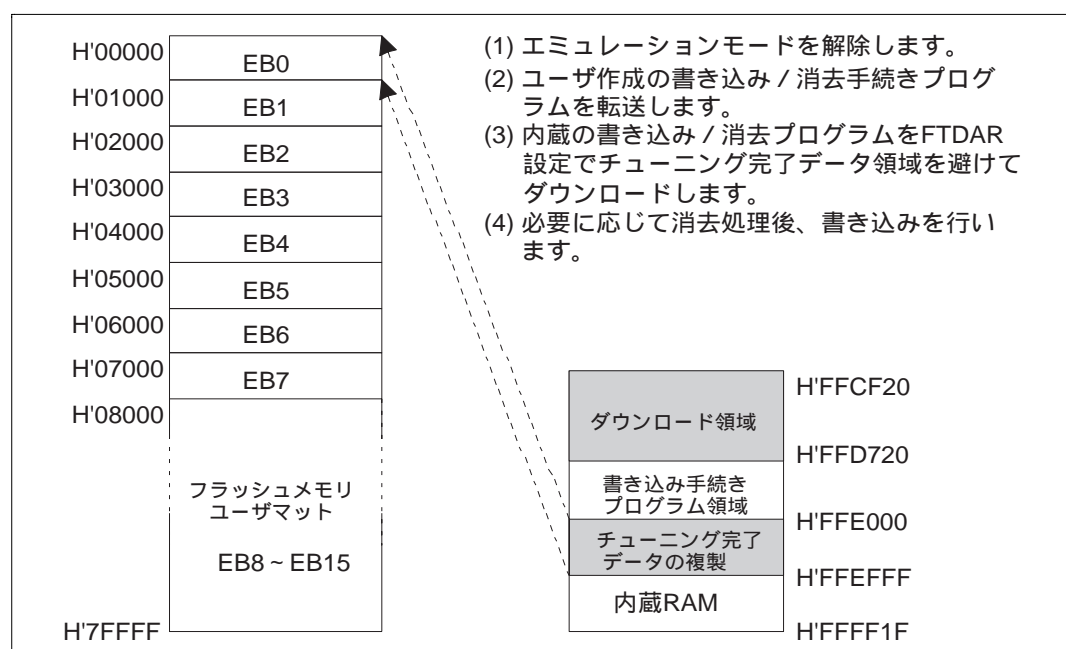 H'00000
EB0
H'01000
EB1
H'02000
EB2
H'03000
EB3
H'04000
EB4
H'05000
EB5
H'06000
EB6
H'07000
EB7
H'08000
フラッシュメモリ
ユーザマット
EB8～EB15
H'7FFFF
(1) エミュレーションモードを解除します。
(2) ユーザ作成の書き込み / 消去手続きプログ
ラムを転送します。
(3) 内蔵の書き込み / 消去プログラムをFTDAR
設定でチューニング完了データ領域を避けて
ダウンロードします。
(4) 必要に応じて消去処理後、書き込みを行い
ます。
H'FFCF20
ダウンロード領域
H'FFD720
書き込み手続き
プログラム領域
H'FFE000
チューニング完了
データの複製
H'FFEFFF
内蔵RAM
H'FFFF1F